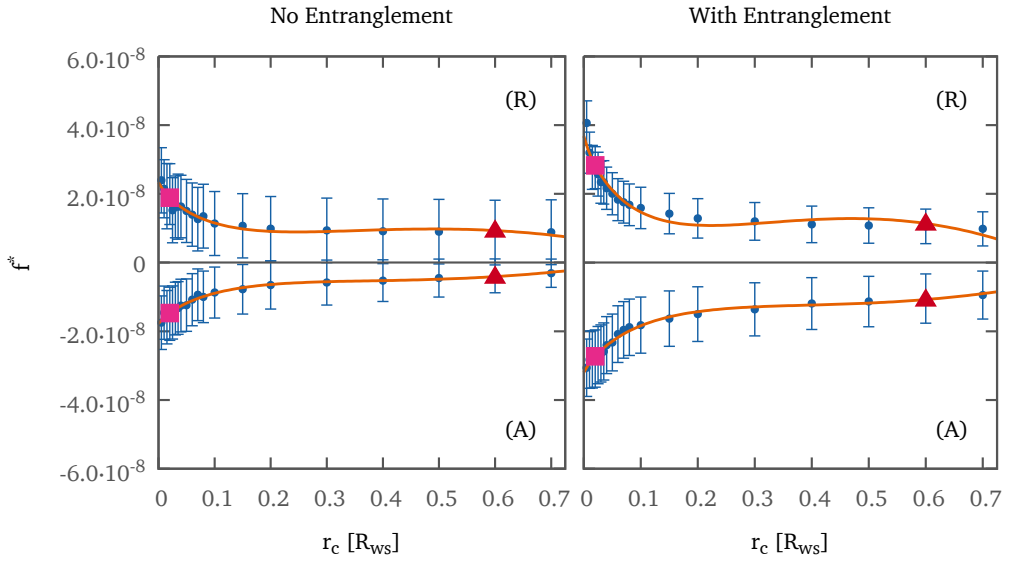 No Entranglement
With Entranglement
6.0·10-8
4.0·10-8
2.0·10-8
0
-2.0·10-8
-4.0·10-8
-6.0·10-8
f*
(R)
(A)
(R)
(A)
0 0.1 0.2 0.3 0.4 0.5 0.6 0.7
0 0.1 0.2 0.3 0.4 0.5 0.6 0.7
rc [Rws]
rc [Rws]